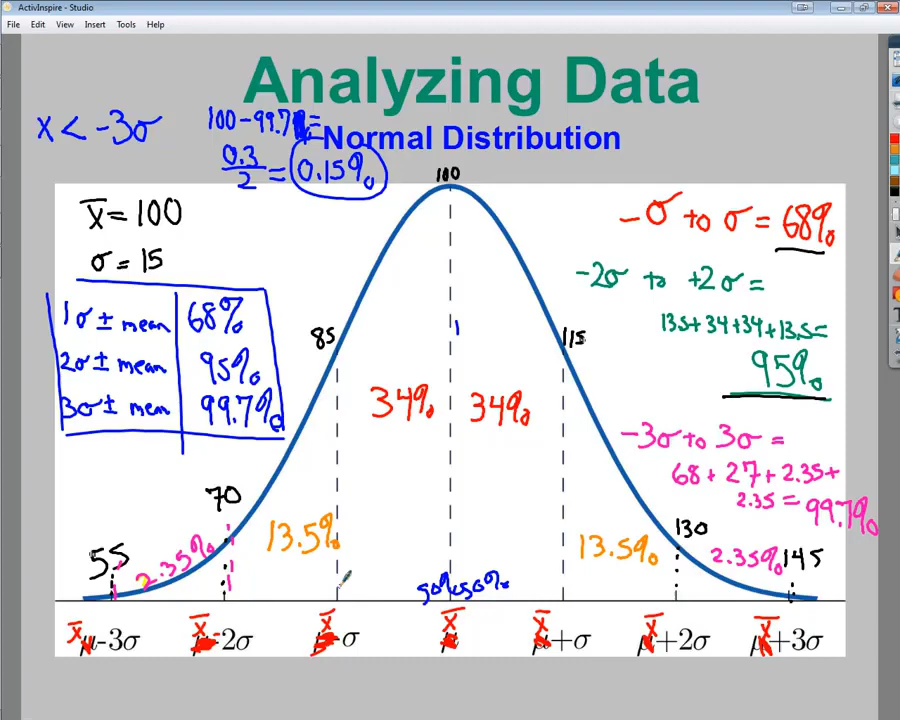 ActivInspire - Studio
File Edit View Insert Tools Help
Analyzing Data
Normal Distribution
x < -3σ
100-99.7%=
0.3/2 = 0.15%
x̄ = 100
σ = 15
1σ ± mean 68%
2σ ± mean 95%
3σ ± mean 99.7%
100
-σ to σ = 68%
-2σ to +2σ =
13.5+34+34+13.5=
95%
-3σ to 3σ =
68 + 27 + 2.35+
2.35 = 99.7%
85
115
34% 34%
70
130
55
145
2.35%
13.5%
13.5%
2.35%
50% 50%
x̄ x̄ x̄ x̄ x̄ x̄ x̄
μ-3σ μ-2σ μ-σ μ μ+σ μ+2σ μ+3σ